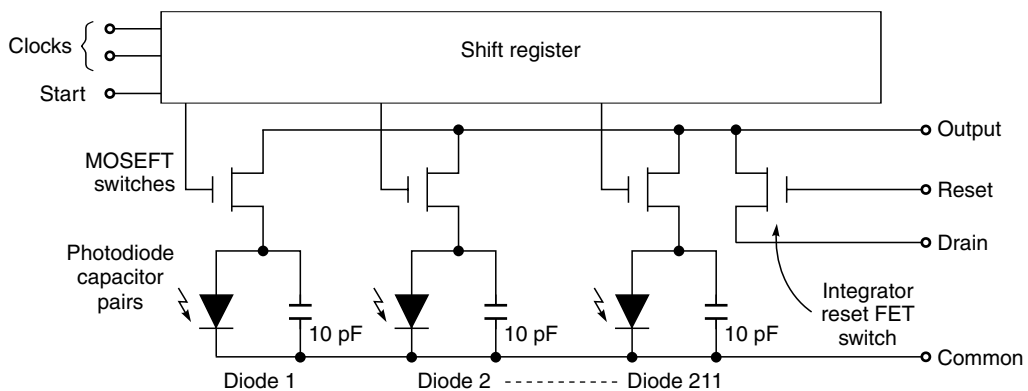 Clocks
Start
Shift register
Output
MOSEFT
switches
Reset
Drain
Photodiode
capacitor
pairs
10 pF
10 pF
10 pF
Integrator
reset FET
switch
Common
Diode 1
Diode 2 ----------- Diode 211